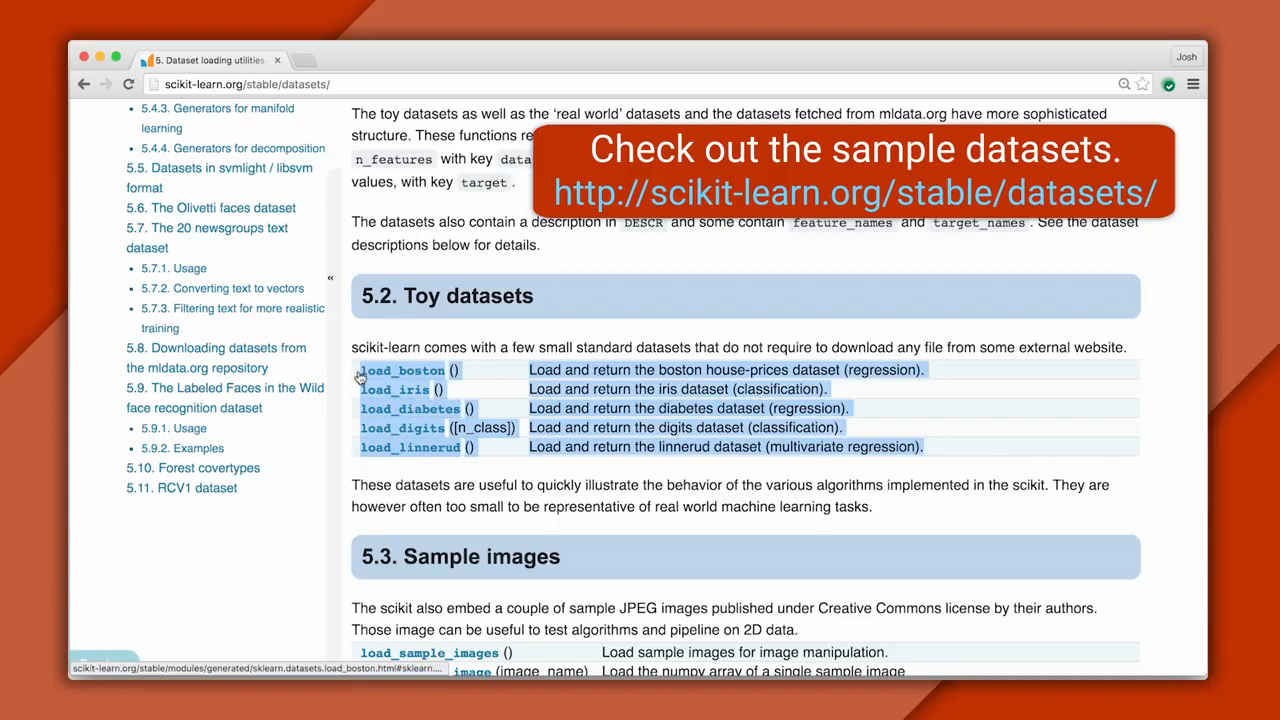 5. Dataset loading utilities
Josh
scikit-learn.org/stable/datasets/
5.4.3. Generators for manifold
learning
5.4.4. Generators for decomposition
5.5. Datasets in svmlight / libsvm
format
5.6. The Olivetti faces dataset
5.7. The 20 newsgroups text
dataset
5.7.1. Usage
5.7.2. Converting text to vectors
5.7.3. Filtering text for more realistic
training
5.8. Downloading datasets from
the mldata.org repository
5.9. The Labeled Faces in the Wild
face recognition dataset
5.9.1. Usage
5.9.2. Examples
5.10. Forest covertypes
5.11. RCV1 dataset
«
The toy datasets as well as the ‘real world’ datasets and the datasets fetched from mldata.org have more sophisticated
structure. These functions re
n_features with key data
values, with key target .
Check out the sample datasets.
http://scikit-learn.org/stable/datasets/
The datasets also contain a description in DESCR and some contain feature_names and target_names . See the dataset
descriptions below for details.
5.2. Toy datasets
scikit-learn comes with a few small standard datasets that do not require to download any file from some external website.
load_boston () Load and return the boston house-prices dataset (regression).
load_iris () Load and return the iris dataset (classification).
load_diabetes () Load and return the diabetes dataset (regression).
load_digits ([n_class]) Load and return the digits dataset (classification).
load_linnerud () Load and return the linnerud dataset (multivariate regression).
These datasets are useful to quickly illustrate the behavior of the various algorithms implemented in the scikit. They are
however often too small to be representative of real world machine learning tasks.
5.3. Sample images
The scikit also embed a couple of sample JPEG images published under Creative Commons license by their authors.
Those image can be useful to test algorithms and pipeline on 2D data.
load_sample_images () Load sample images for image manipulation.
image (image_name) Load the numpy array of a single sample image
scikit-learn.org/stable/modules/generated/sklearn.datasets.load_boston.html#sklearn....